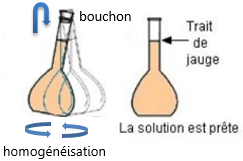 bouchon
Trait
de
jauge
La solution est prête
homogénéisation